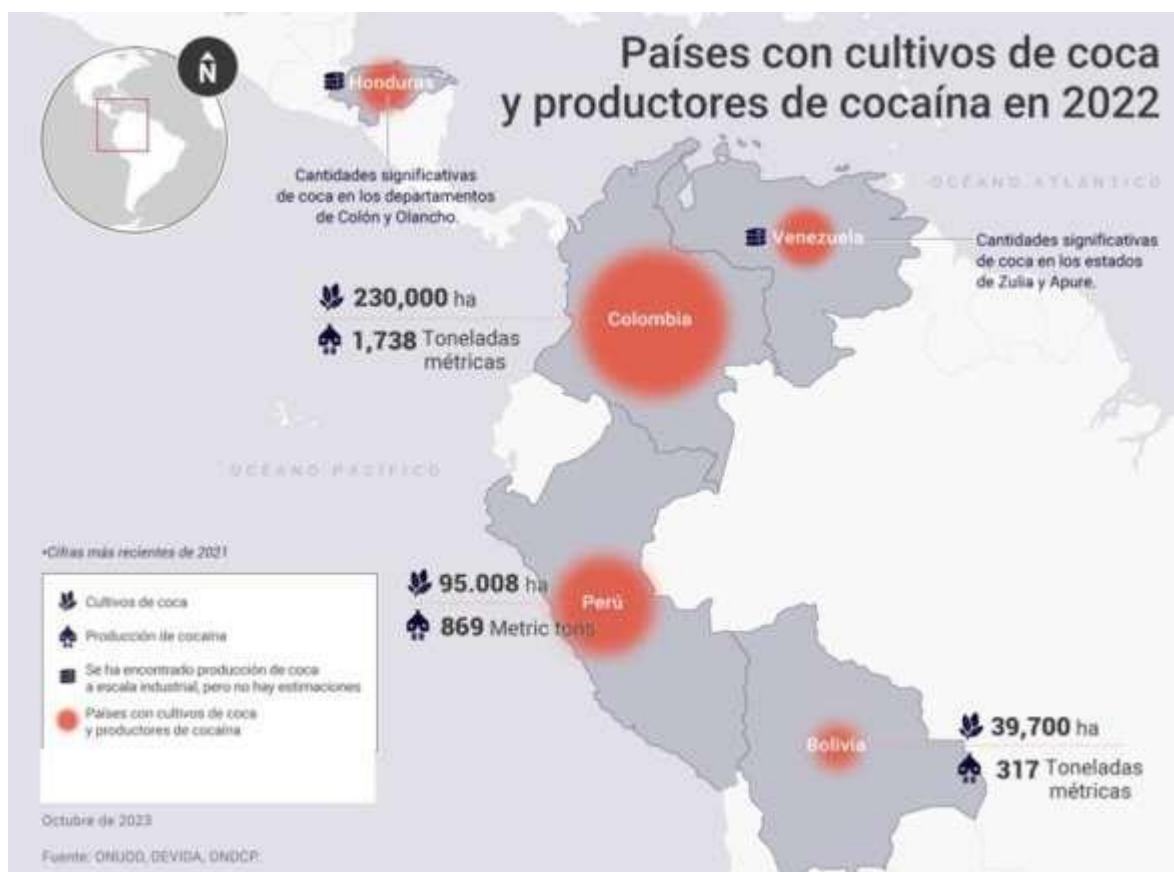 Países con cultivos de coca
y productores de cocaína en 2022
N
Honduras
Cantidades significativas
de coca en los departamentos
de Colón y Olancho.
OCÉANO ATLÁNTICO
Venezuela
Cantidades significativas
de coca en los estados
de Zulia y Apure.
230,000 ha
1,738 Toneladas
métricas
Colombia
OCÉANO PACÍFICO
95.008 ha
869 Metric tons
Perú
Bolivia
39,700 ha
317 Toneladas
métricas
•Cifras más recientes de 2021
Cultivos de coca
Producción de cocaína
Se ha encontrado producción de coca
a escala industrial, pero no hay estimaciones
Países con cultivos de coca
y productores de cocaína
Octubre de 2023
Fuente: ONUDD, DEVIDA, ONDCP.